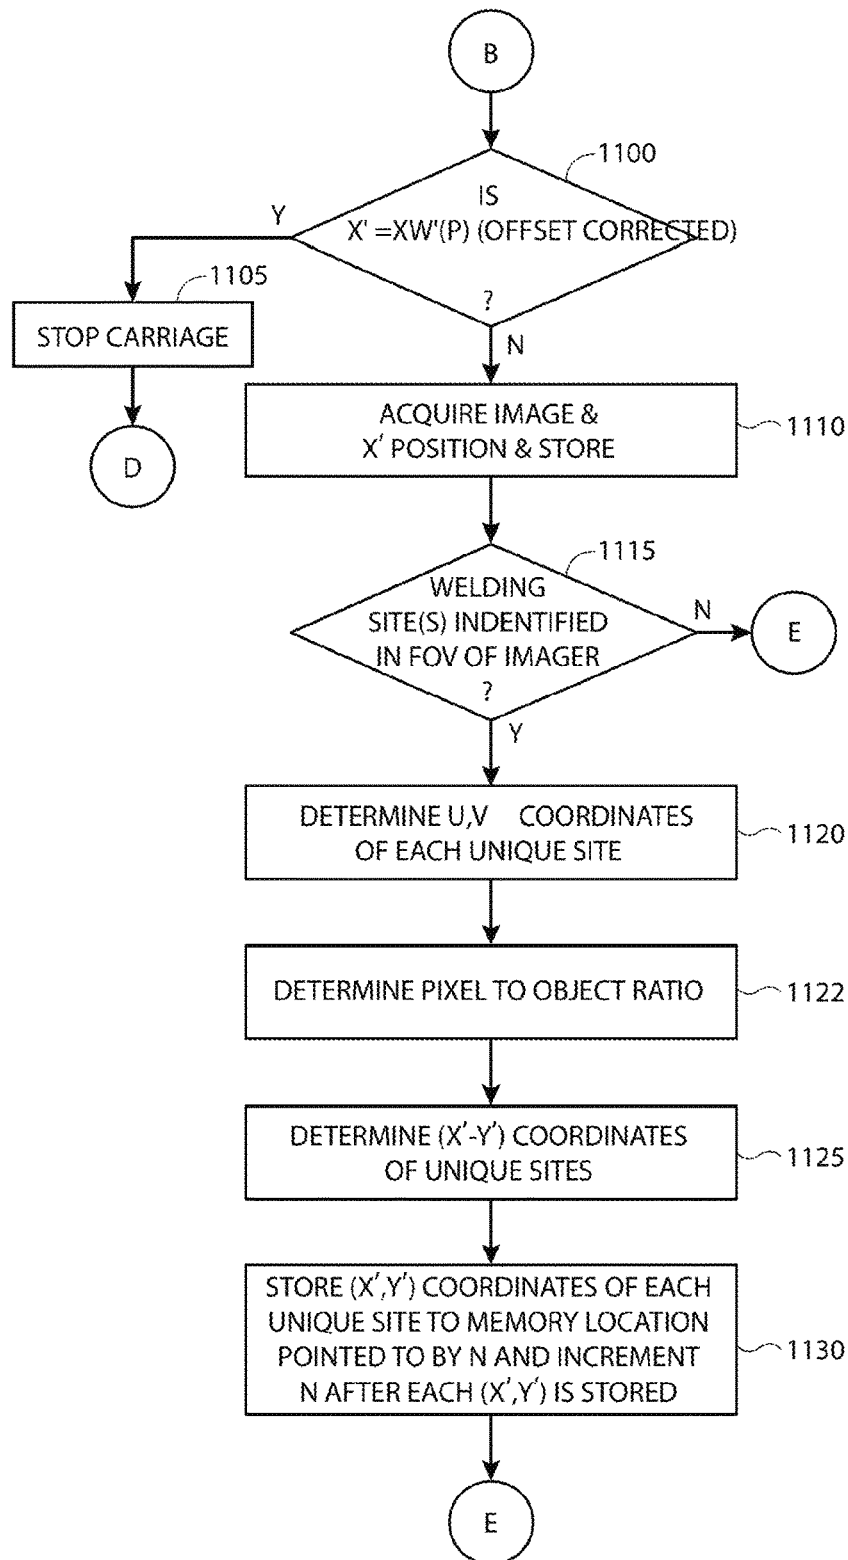 B
1100
IS
X' =XW'(P) (OFFSET CORRECTED)
?
Y
N
1105
STOP CARRIAGE
D
ACQUIRE IMAGE &
X' POSITION & STORE
1110
1115
WELDING
SITE(S) INDENTIFIED
IN FOV OF IMAGER
?
N
E
Y
DETERMINE U,V COORDINATES
OF EACH UNIQUE SITE
1120
DETERMINE PIXEL TO OBJECT RATIO
1122
DETERMINE (X'-Y') COORDINATES
OF UNIQUE SITES
1125
STORE (X',Y') COORDINATES OF EACH
UNIQUE SITE TO MEMORY LOCATION
POINTED TO BY N AND INCREMENT
N AFTER EACH (X',Y') IS STORED
1130
E